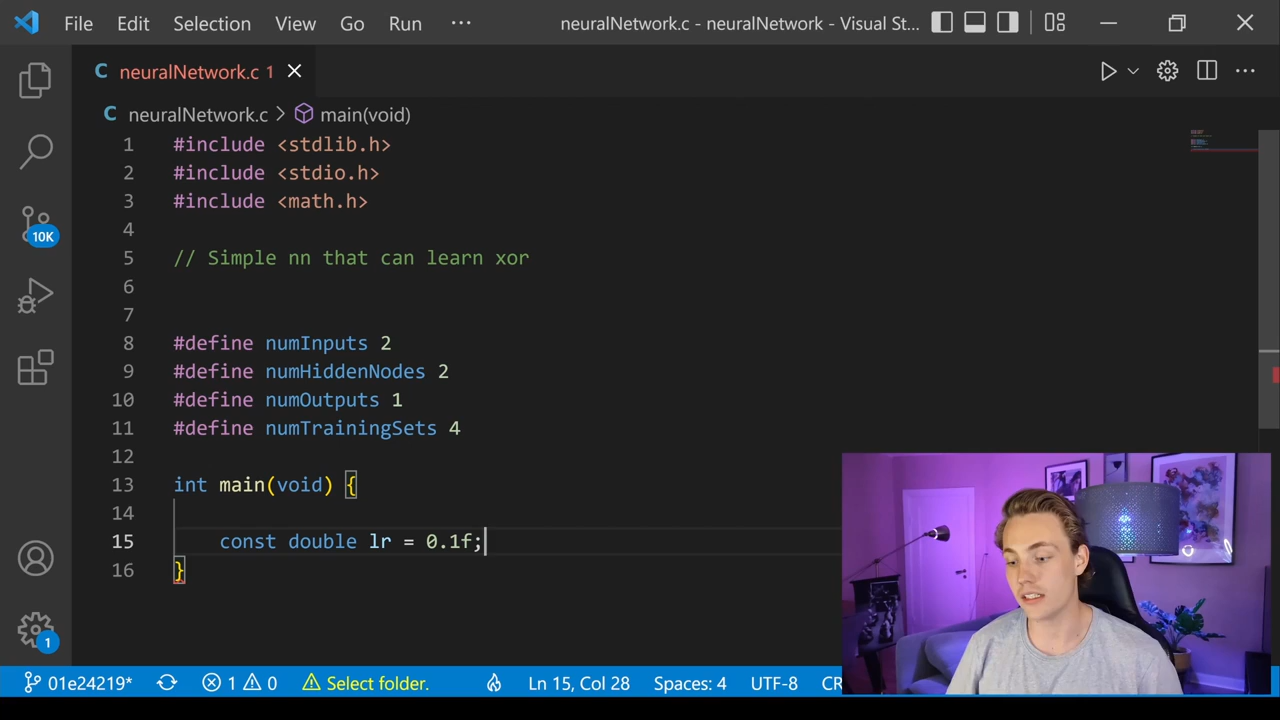 File Edit Selection View Go Run ··· neuralNetwork.c - neuralNetwork - Visual St...
C neuralNetwork.c 1
C neuralNetwork.c > main(void)
1 #include <stdlib.h>
2 #include <stdio.h>
3 #include <math.h>
4
5 // Simple nn that can learn xor
6
7
8 #define numInputs 2
9 #define numHiddenNodes 2
10 #define numOutputs 1
11 #define numTrainingSets 4
12
13 int main(void) {
14
15 const double lr = 0.1f;
16 }
10K
1
01e24219* 1 0 Select folder. Ln 15, Col 28 Spaces: 4 UTF-8 CR